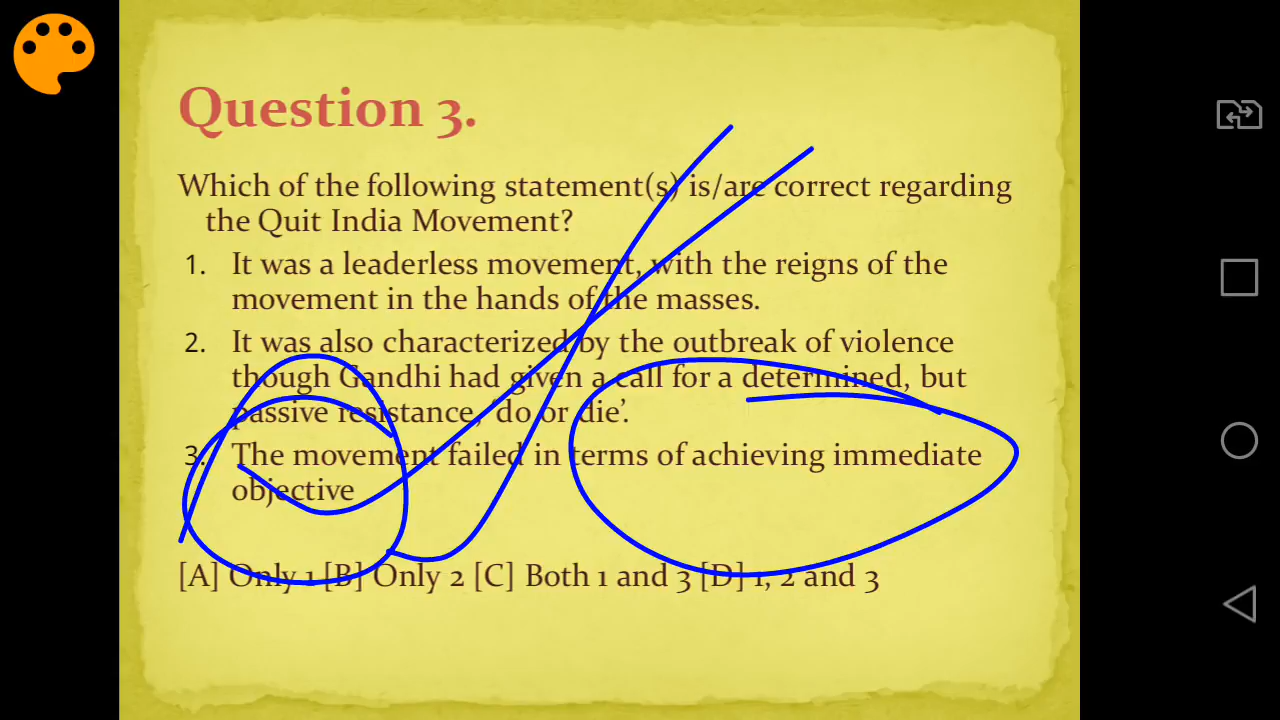 Question 3.
Which of the following statement(s) is/are correct regarding
the Quit India Movement?
1. It was a leaderless movement, with the reigns of the
movement in the hands of the masses.
2. It was also characterized by the outbreak of violence
though Gandhi had given a call for a determined, but
passive resistance, ‘do or die’.
3. The movement failed in terms of achieving immediate
objective
[A] Only 1 [B] Only 2 [C] Both 1 and 3 [D] 1, 2 and 3